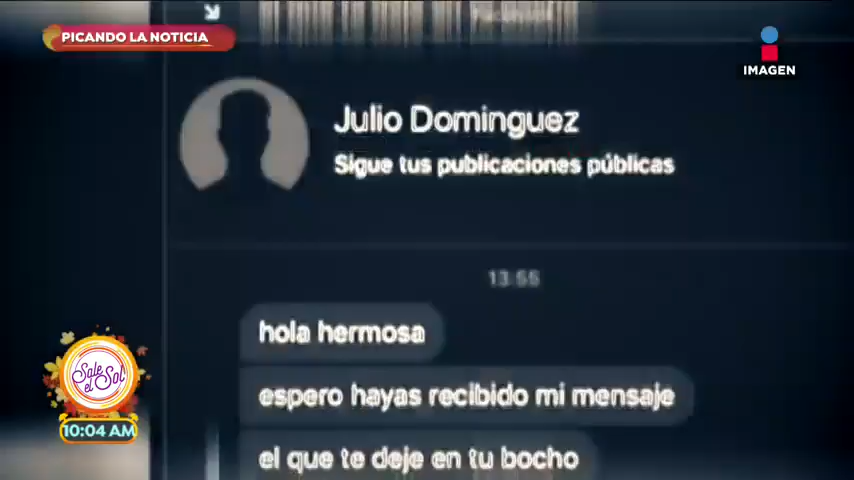 PICANDO LA NOTICIA
IMAGEN
Julio Dominguez
Sigue tus publicaciones públicas
13:55
hola hermosa
espero hayas recibido mi mensaje
el que te deje en tu bocho
Sale el Sol
10:04 AM